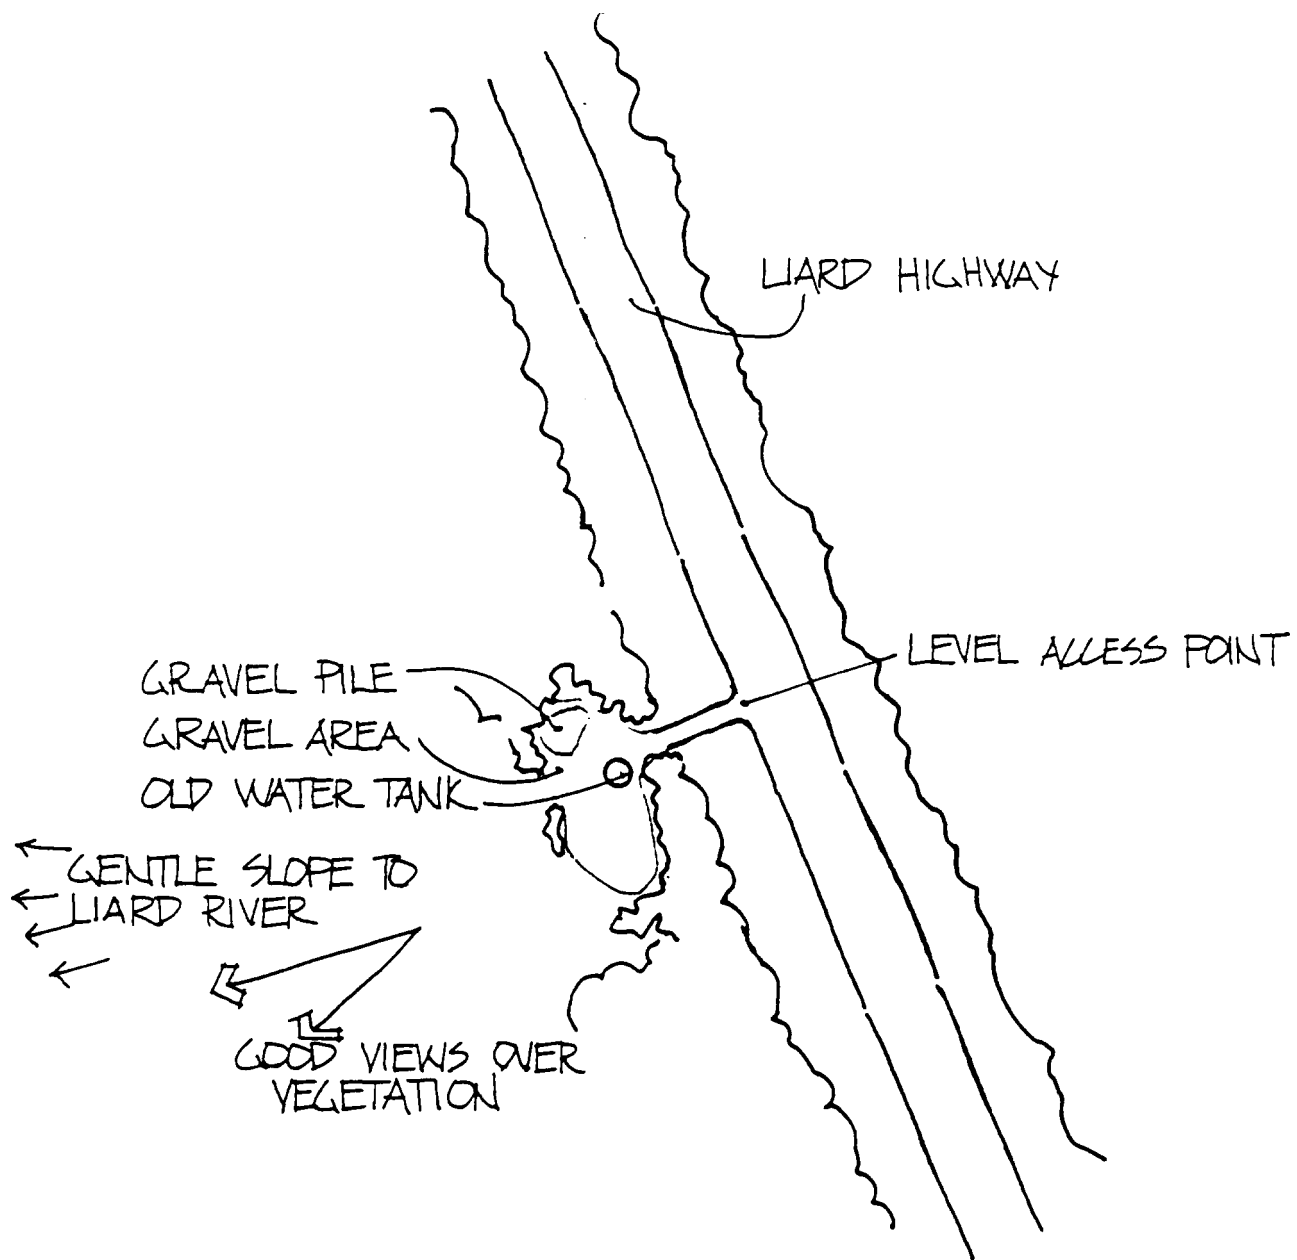 LIARD HIGHWAY
LEVEL ACCESS POINT
GRAVEL PILE
GRAVEL AREA
OLD WATER TANK
GENTLE SLOPE TO
LIARD RIVER
GOOD VIEWS OVER
VEGETATION